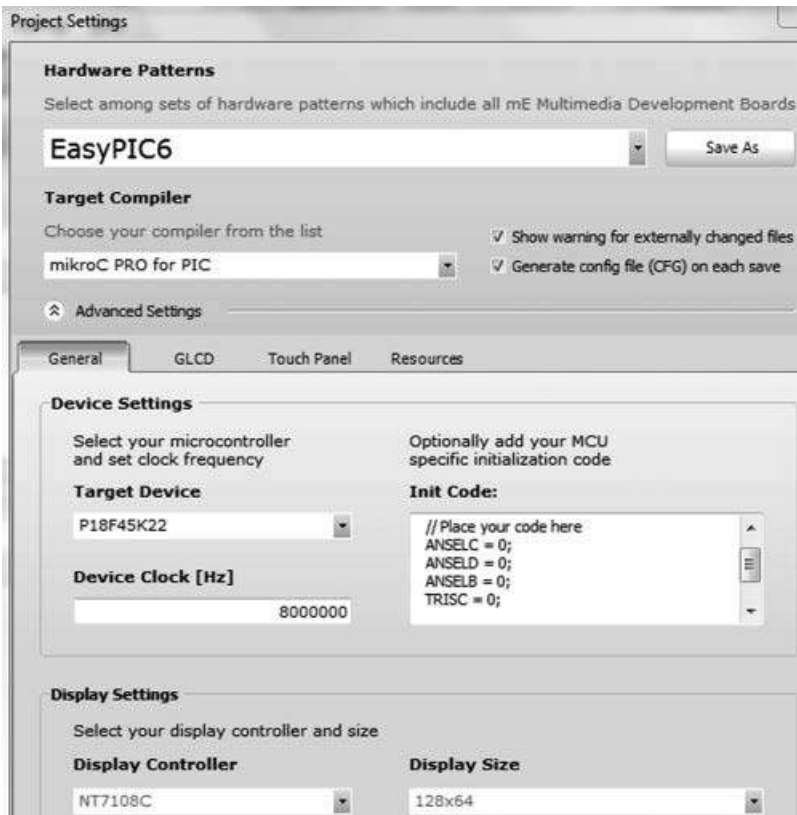 Project Settings
Hardware Patterns
Select among sets of hardware patterns which include all mE Multimedia Development Boards
EasyPIC6
Save As
Target Compiler
Choose your compiler from the list
Show warning for externally changed files
mikroC PRO for PIC
Generate config file (CFG) on each save
Advanced Settings
General GLCD Touch Panel Resources
Device Settings
Select your microcontroller
and set clock frequency
Target Device
P18F45K22
Device Clock [Hz]
8000000
Optionally add your MCU
specific initialization code
Init Code:
// Place your code here
ANSELC = 0;
ANSELD = 0;
ANSELB = 0;
TRISC = 0;
Display Settings
Select your display controller and size
Display Controller
NT7108C
Display Size
128x64